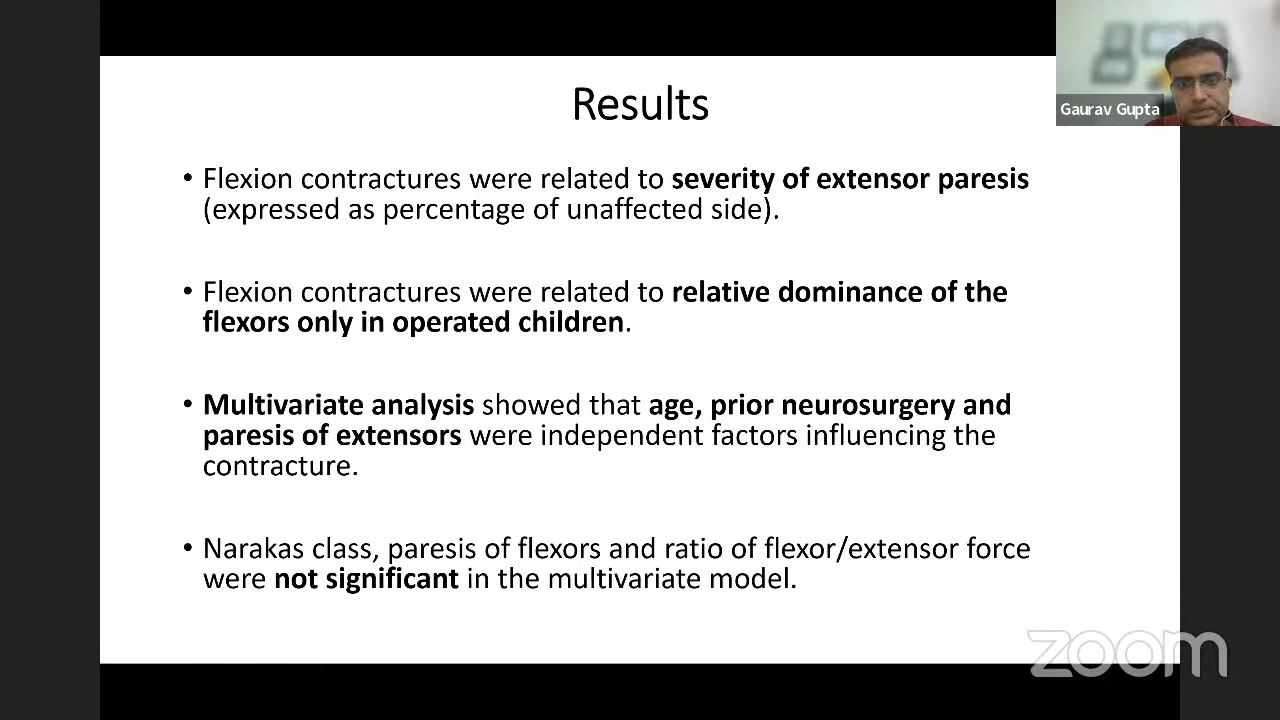 Results
• Flexion contractures were related to severity of extensor paresis
(expressed as percentage of unaffected side).
• Flexion contractures were related to relative dominance of the
flexors only in operated children.
• Multivariate analysis showed that age, prior neurosurgery and
paresis of extensors were independent factors influencing the
contracture.
• Narakas class, paresis of flexors and ratio of flexor/extensor force
were not significant in the multivariate model.
Gaurav Gupta
zoom